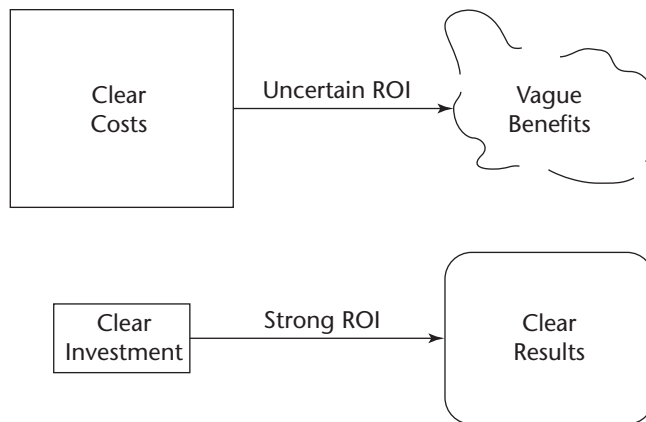 Clear
Costs
Uncertain ROI
Vague
Benefits
Clear
Investment
Strong ROI
Clear
Results